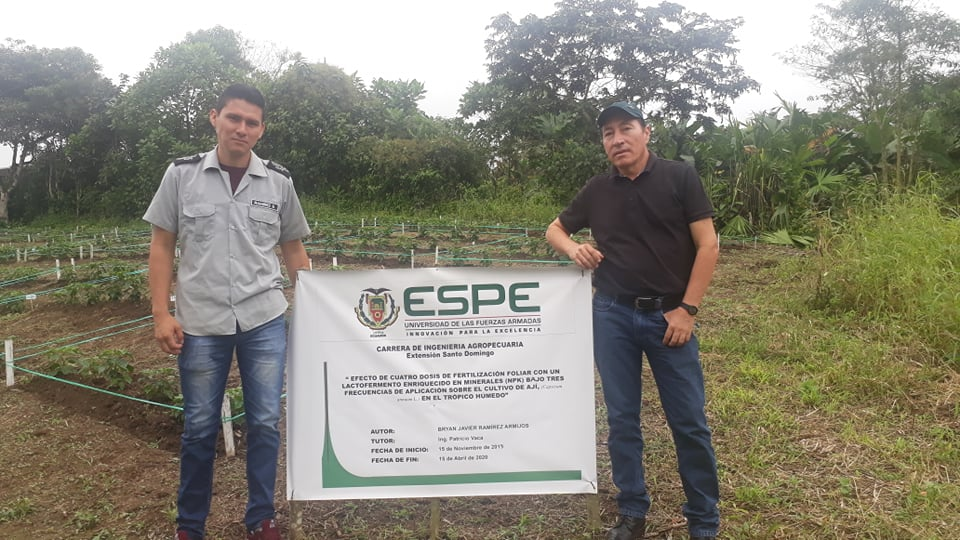 RAMIREZ A.
ESPE
UNIVERSIDAD DE LAS FUERZAS ARMADAS
INNOVACIÓN PARA LA EXCELENCIA
ECUADOR
CARRERA DE INGENIERIA AGROPECUARIA
Extensión Santo Domingo
" EFECTO DE CUATRO DOSIS DE FERTILIZACIÓN FOLIAR CON UN
LACTOFERMENTO ENRIQUECIDO EN MINERALES (NPK) BAJO TRES
FRECUENCIAS DE APLICACIÓN SOBRE EL CULTIVO DE AJÍ,
EN EL TROPICO HUMEDO"
AUTOR: BRYAN JAVIER RAMÍREZ ARMIJOS
TUTOR: Ing. Patricio Vaca
FECHA DE INICIO: 15 de Noviembre de 2019
FECHA DE FIN: 15 de Abril de 2020